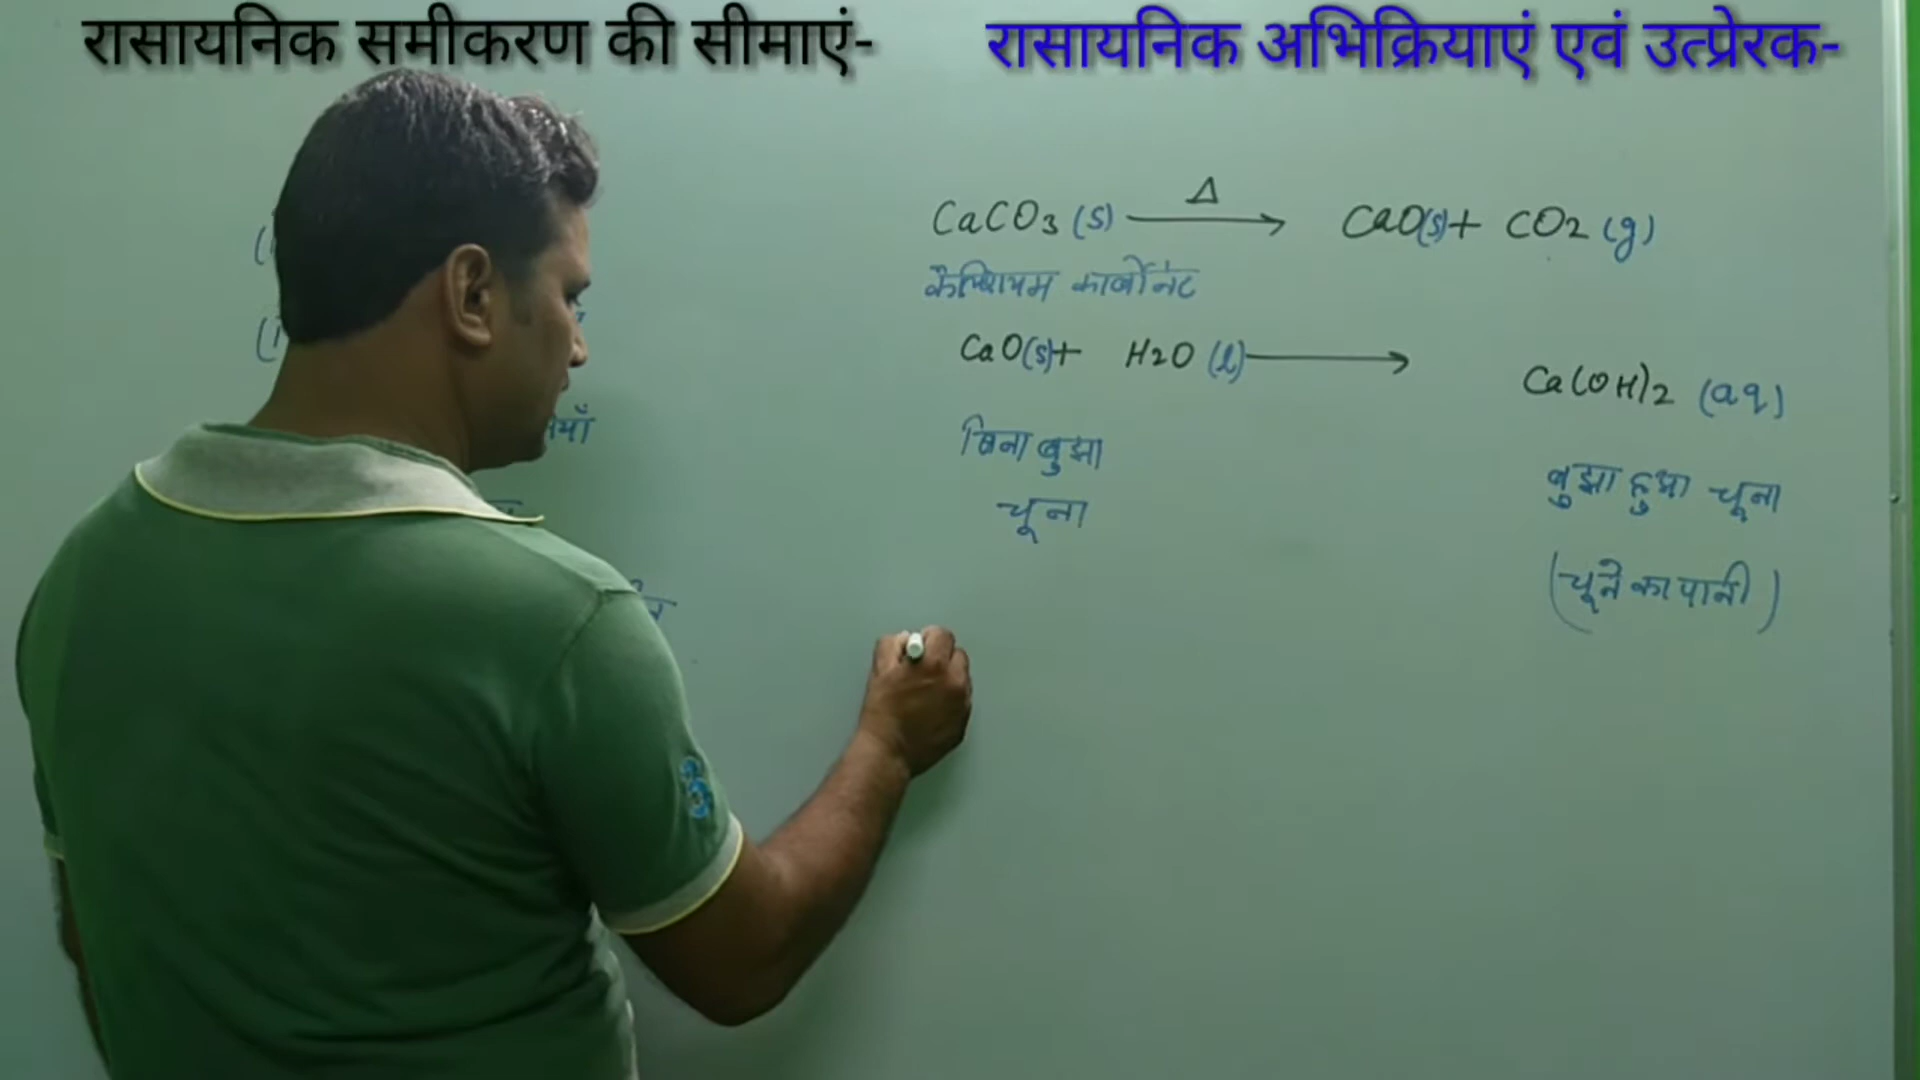 रासायनिक समीकरण की सीमाएं-
रासायनिक अभिक्रियाएं एवं उत्प्रेरक-
CaCO3 (s) —Δ→ CaO(s) + CO2 (g)
कैल्शियम कार्बोनेट
CaO(s) + H2O (l) → Ca(OH)2 (aq)
बिना बुझा
चूना
बुझा हुआ चूना
(चूने का पानी)